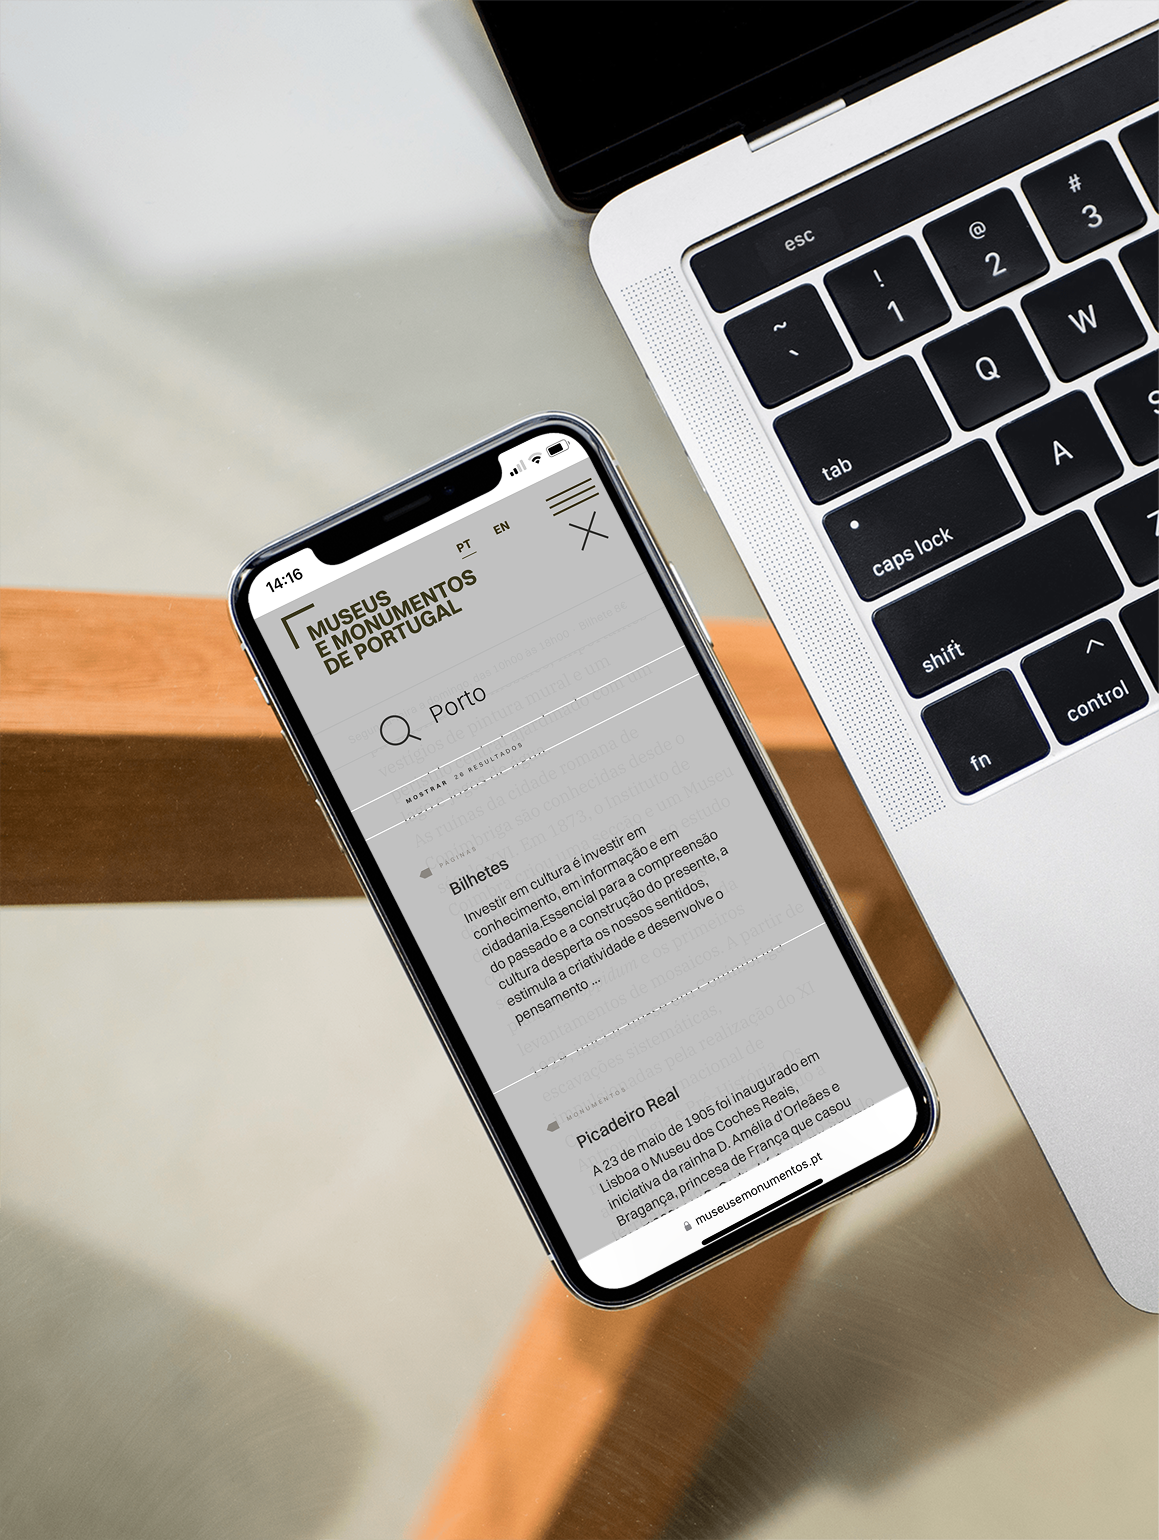 14:16
PT EN
MUSEUS
E MONUMENTOS
DE PORTUGAL
Porto
MOSTRAR 26 RESULTADOS
PÁGINAS
Bilhetes
Investir em cultura é investir em
conhecimento, em informação e em
cidadania.Essencial para a compreensão
do passado e a construção do presente, a
cultura desperta os nossos sentidos,
estimula a criatividade e desenvolve o
pensamento ...
MONUMENTOS
Picadeiro Real
A 23 de maio de 1905 foi inaugurado em
Lisboa o Museu dos Coches Reais,
iniciativa da rainha D. Amélia d'Orleães e
Bragança, princesa de França que casou
museusemonumentos.pt
esc
~ ! @ #
` 1 2 3
tab Q W
caps lock A S
shift Z
fn control